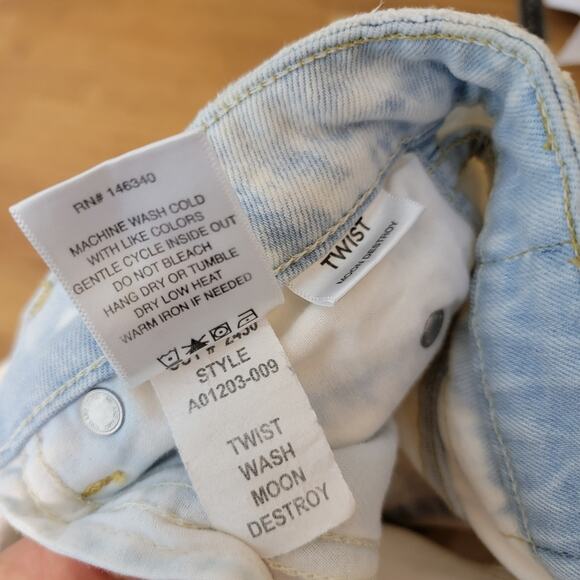 RN# 146340
MACHINE WASH COLD
WITH LIKE COLORS
GENTLE CYCLE INSIDE OUT
DO NOT BLEACH
HANG DRY OR TUMBLE
DRY LOW HEAT
WARM IRON IF NEEDED
TWIST
MOON DESTROY
STYLE
A01203-009
TWIST
WASH
MOON
DESTROY